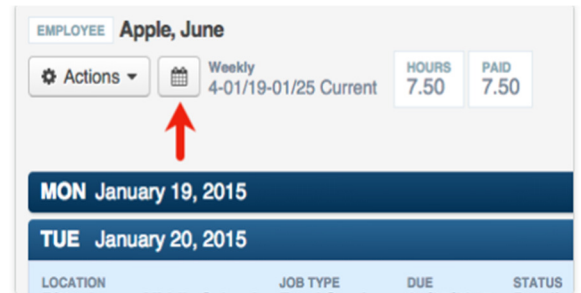 EMPLOYEE Apple, June
Actions Weekly HOURS PAID
4-01/19-01/25 Current 7.50 7.50
MON January 19, 2015
TUE January 20, 2015
LOCATION JOB TYPE DUE STATUS